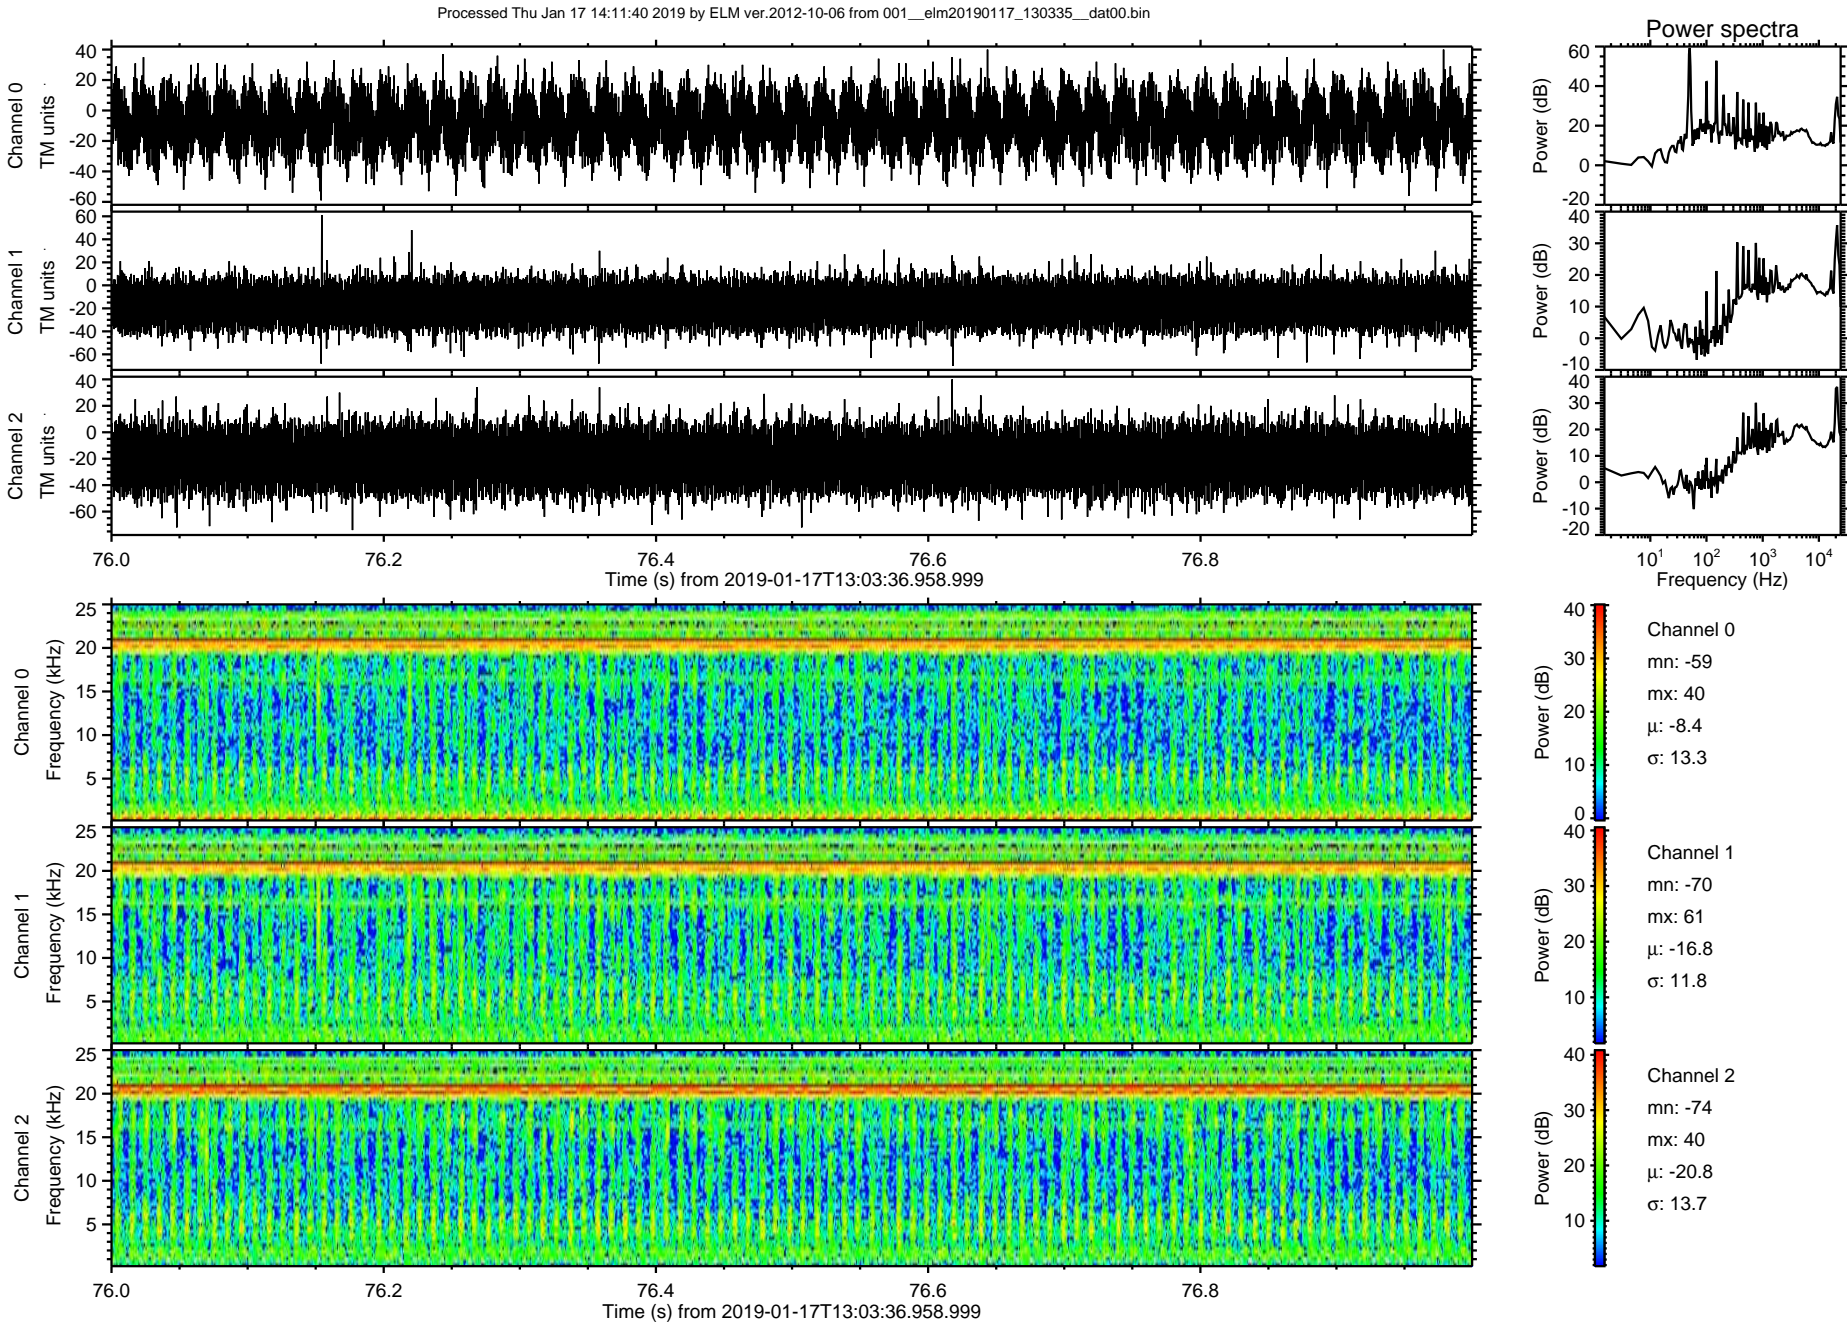 Processed Thu Jan 17 14:11:40 2019 by ELM ver.2012-10-06 from 001__elm20190117_130335__dat00.bin
Power spectra
Channel 0
TM units
40
20
0
-20
-40
-60
Power (dB)
60
40
20
0
-20
Channel 1
TM units
60
40
20
0
-20
-40
-60
Power (dB)
40
30
20
10
0
-10
Channel 2
TM units
40
20
0
-20
-40
-60
Power (dB)
40
30
20
10
0
-10
-20
76.0 76.2 76.4 76.6 76.8
Time (s) from 2019-01-17T13:03:36.958.999
10^1 10^2 10^3 10^4
Frequency (Hz)
Channel 0
Frequency (kHz)
25
20
15
10
5
Power (dB)
40
30
20
10
0
Channel 0
mn: -59
mx: 40
μ: -8.4
σ: 13.3
Channel 1
Frequency (kHz)
25
20
15
10
5
Power (dB)
40
30
20
10
Channel 1
mn: -70
mx: 61
μ: -16.8
σ: 11.8
Channel 2
Frequency (kHz)
25
20
15
10
5
Power (dB)
40
30
20
10
Channel 2
mn: -74
mx: 40
μ: -20.8
σ: 13.7
76.0 76.2 76.4 76.6 76.8
Time (s) from 2019-01-17T13:03:36.958.999